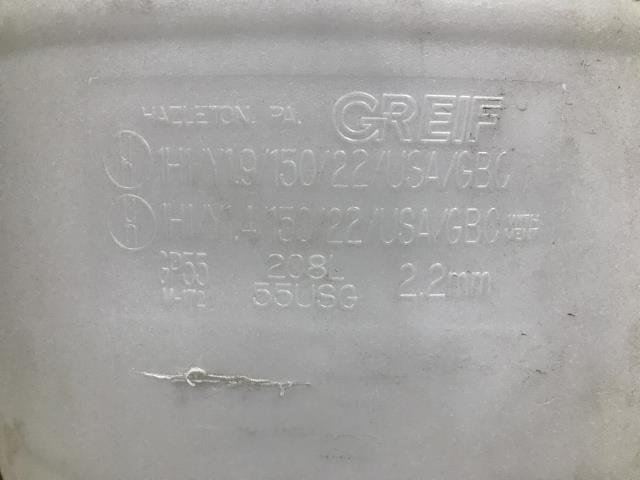 HAZLETON, PA. GREIF
1H1/Y1.9/150/22/USA/GBC
1H1/Y1.4/150/22/USA/GBC WITH VENT
GP55 208L 2.2mm
55USG